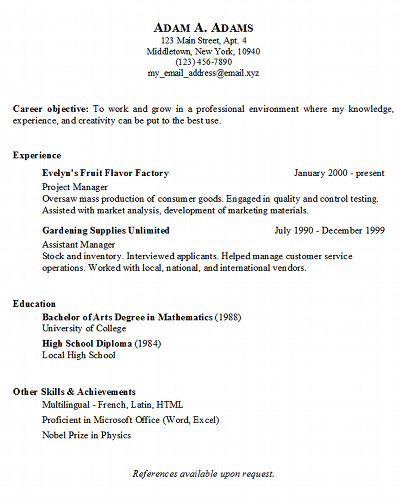 ADAM A. ADAMS
123 Main Street, Apt. 4
Middletown, New York, 10940
(123) 456-7890
my_email_address@email.xyz
Career objective: To work and grow in a professional environment where my knowledge,
experience, and creativity can be put to the best use.
Experience
Evelyn's Fruit Flavor Factory January 2000 - present
Project Manager
Oversaw mass production of consumer goods. Engaged in quality and control testing.
Assisted with market analysis, development of marketing materials.
Gardening Supplies Unlimited July 1990 - December 1999
Assistant Manager
Stock and inventory. Interviewed applicants. Helped manage customer service
operations. Worked with local, national, and international vendors.
Education
Bachelor of Arts Degree in Mathematics (1988)
University of College
High School Diploma (1984)
Local High School
Other Skills & Achievements
Multilingual - French, Latin, HTML
Proficient in Microsoft Office (Word, Excel)
Nobel Prize in Physics
References available upon request.